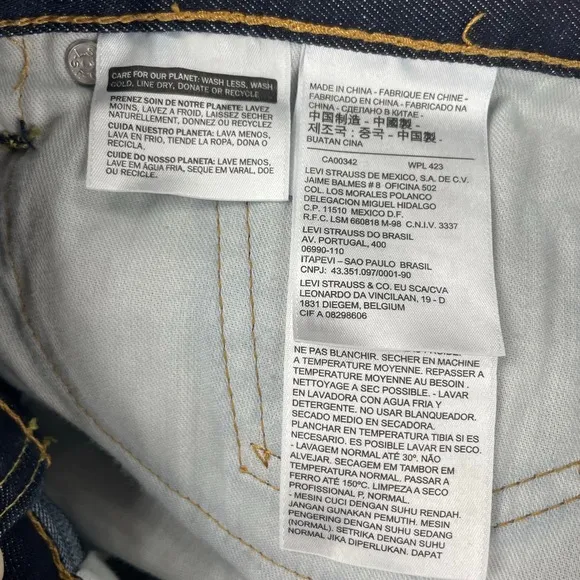 CARE FOR OUR PLANET: WASH LESS, WASH
COLD, LINE DRY, DONATE OR RECYCLE
PRENEZ SOIN DE NOTRE PLANETE: LAVEZ
MOINS, LAVEZ A FROID, LAISSEZ SECHER
NATURELLEMENT, DONNEZ OU RECYCLEZ
CUIDA NUESTRO PLANETA: LAVA MENOS,
LAVA EN FRIO, TIENDE LA ROPA, DONA O
RECICLA.
CUIDE DO NOSSO PLANETA: LAVE MENOS,
LAVE EM ÁGUA FRIA, SEQUE EM VARAL, DOE
OU RECICLE.
MADE IN CHINA - FABRIQUE EN CHINE -
FABRICADO EN CHINA - FABRICADO NA
CHINA - СДЕЛАНО В КИТАЕ -
中国制造 - 中國製 -
제조국 : 중국 - 中国製 -
BUATAN CINA
CA00342 WPL 423
LEVI STRAUSS DE MEXICO, S.A. DE C.V.
JAIME BALMES # 8 OFICINA 502
COL. LOS MORALES POLANCO
DELEGACION MIGUEL HIDALGO
C.P. 11510 MEXICO D.F.
R.F.C. LSM 660818 M-98 C.N.I.V. 3337
LEVI STRAUSS DO BRASIL
AV. PORTUGAL, 400
06990-110
ITAPEVI – SAO PAULO BRASIL
CNPJ: 43.351.097/0001-90
LEVI STRAUSS & CO. EU SCA/CVA
LEONARDO DA VINCILAAN, 19 - D
1831 DIEGEM, BELGIUM
CIF A 08298606
NE PAS BLANCHIR. SECHER EN MACHINE
A TEMPERATURE MOYENNE. REPASSER A
TEMPERATURE MOYENNE AU BESOIN .
NETTOYAGE A SEC POSSIBLE. - LAVAR
EN LAVADORA CON AGUA FRIA Y
DETERGENTE. NO USAR BLANQUEADOR.
SECADO MEDIO EN SECADORA.
PLANCHAR EN TEMPERATURA TIBIA SI ES
NECESARIO. ES POSIBLE LAVAR EN SECO.
- LAVAGEM NORMAL ATÉ 30º. NÃO
ALVEJAR. SECAGEM EM TAMBOR EM
TEMPERATURA NORMAL. PASSAR A
FERRO ATÉ 150°C. LIMPEZA A SECO
NORMAL P, NORMAL.
- MESIN CUCI DENGAN SUHU RENDAH.
JANGAN GUNAKAN PEMUTIH. MESIN
PENGERING DENGAN SUHU SEDANG
(NORMAL). SETRIKA DENGAN SUHU
NORMAL JIKA DIPERLUKAN. DAPAT